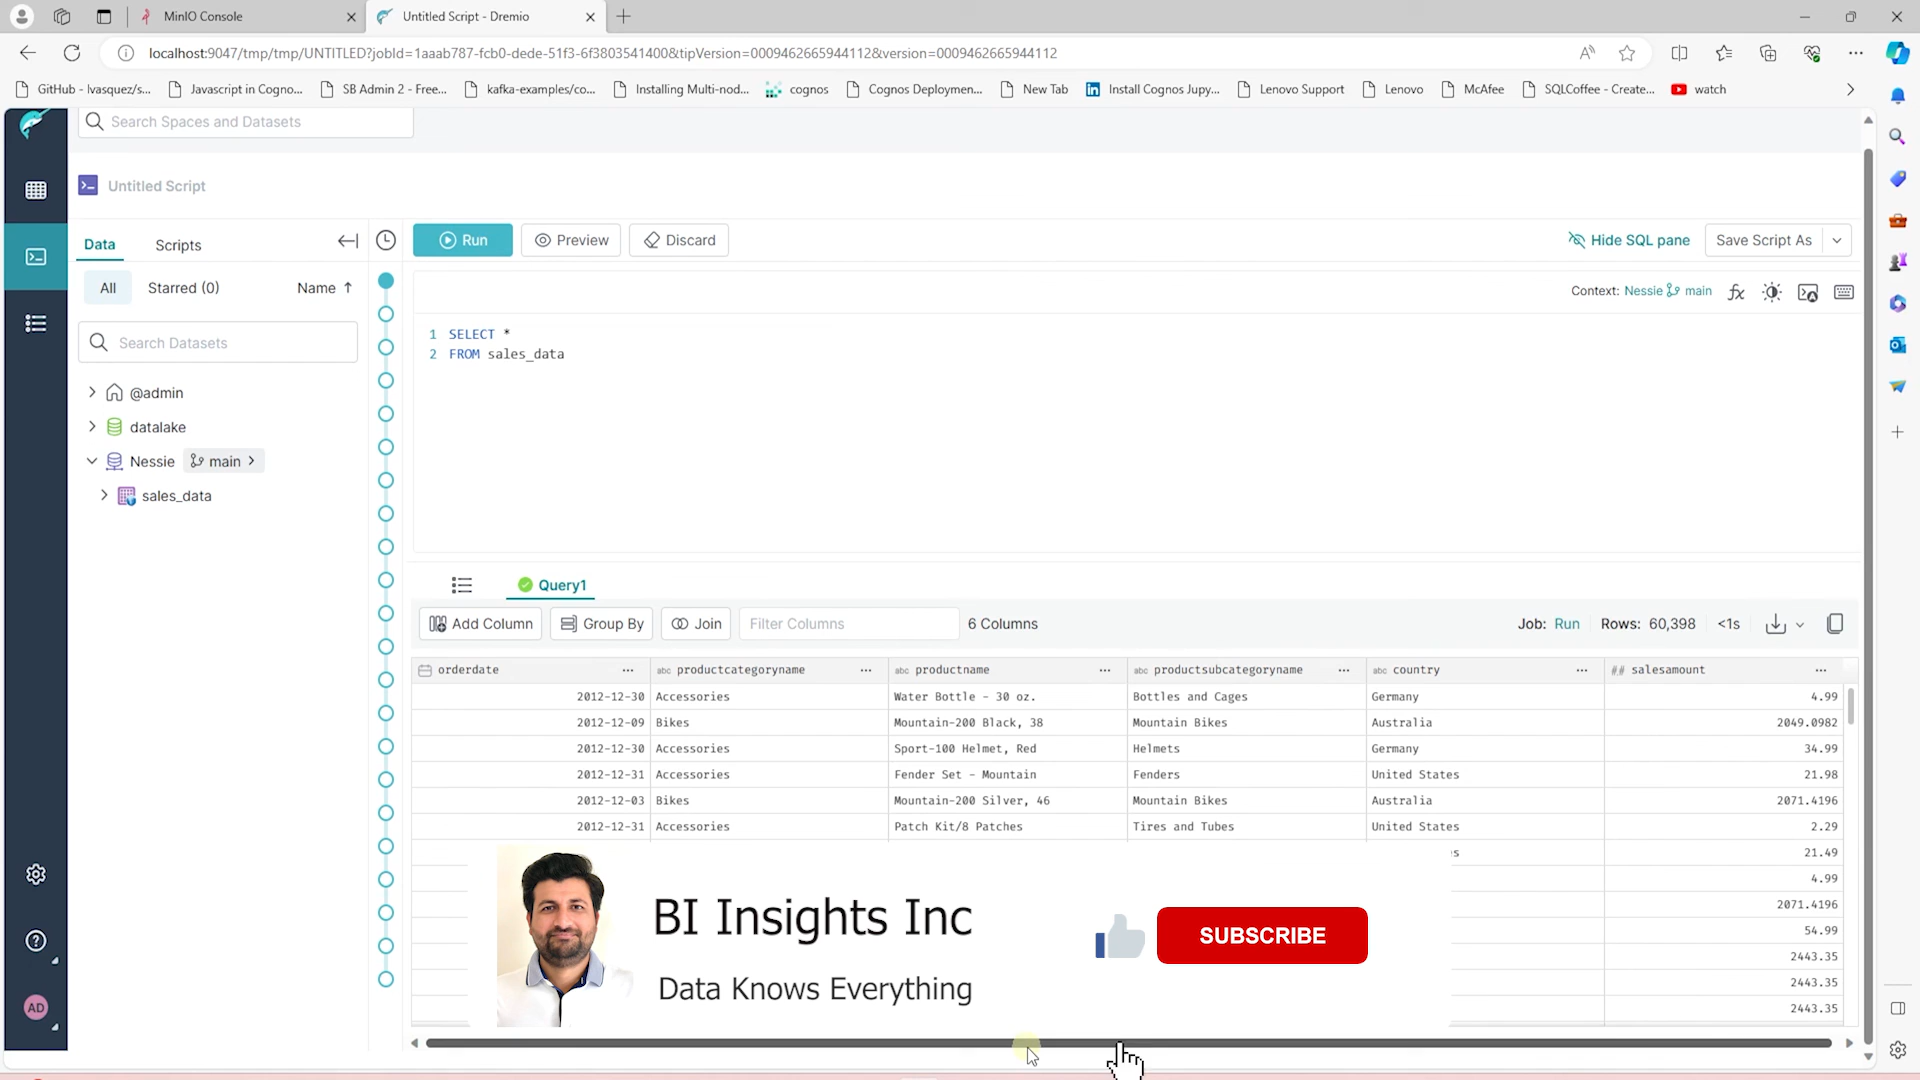 MinIO Console
Untitled Script - Dremio
localhost:9047/tmp/tmp/UNTITLED?jobId=1aaab787-fcb0-dede-51f3-6f3803541400&tipVersion=0009462665944112&version=0009462665944112
GitHub - lvasquez/s...
Javascript in Cogno...
SB Admin 2 - Free...
kafka-examples/co...
Installing Multi-nod...
cognos
Cognos Deploymen...
New Tab
Install Cognos Jupy...
Lenovo Support
Lenovo
McAfee
SQLCoffee - Create...
watch
Search Spaces and Datasets
Untitled Script
Data Scripts
Run Preview Discard
Hide SQL pane Save Script As
All Starred (0) Name ↑
Context: Nessie main
Search Datasets
1 SELECT *
2 FROM sales_data
@admin
datalake
Nessie main
sales_data
Query1
Add Column Group By Join Filter Columns 6 Columns Job: Run Rows: 60,398 <1s
orderdate ... abc productcategoryname ... abc productname ... abc productsubcategoryname ... abc country ... ## salesamount ...
2012-12-30 Accessories Water Bottle - 30 oz. Bottles and Cages Germany 4.99
2012-12-09 Bikes Mountain-200 Black, 38 Mountain Bikes Australia 2049.0982
2012-12-30 Accessories Sport-100 Helmet, Red Helmets Germany 34.99
2012-12-31 Accessories Fender Set - Mountain Fenders United States 21.98
2012-12-03 Bikes Mountain-200 Silver, 46 Mountain Bikes Australia 2071.4196
2012-12-31 Accessories Patch Kit/8 Patches Tires and Tubes United States 2.29
21.49
4.99
2071.4196
54.99
2443.35
2443.35
2443.35
BI Insights Inc
Data Knows Everything
SUBSCRIBE
AD